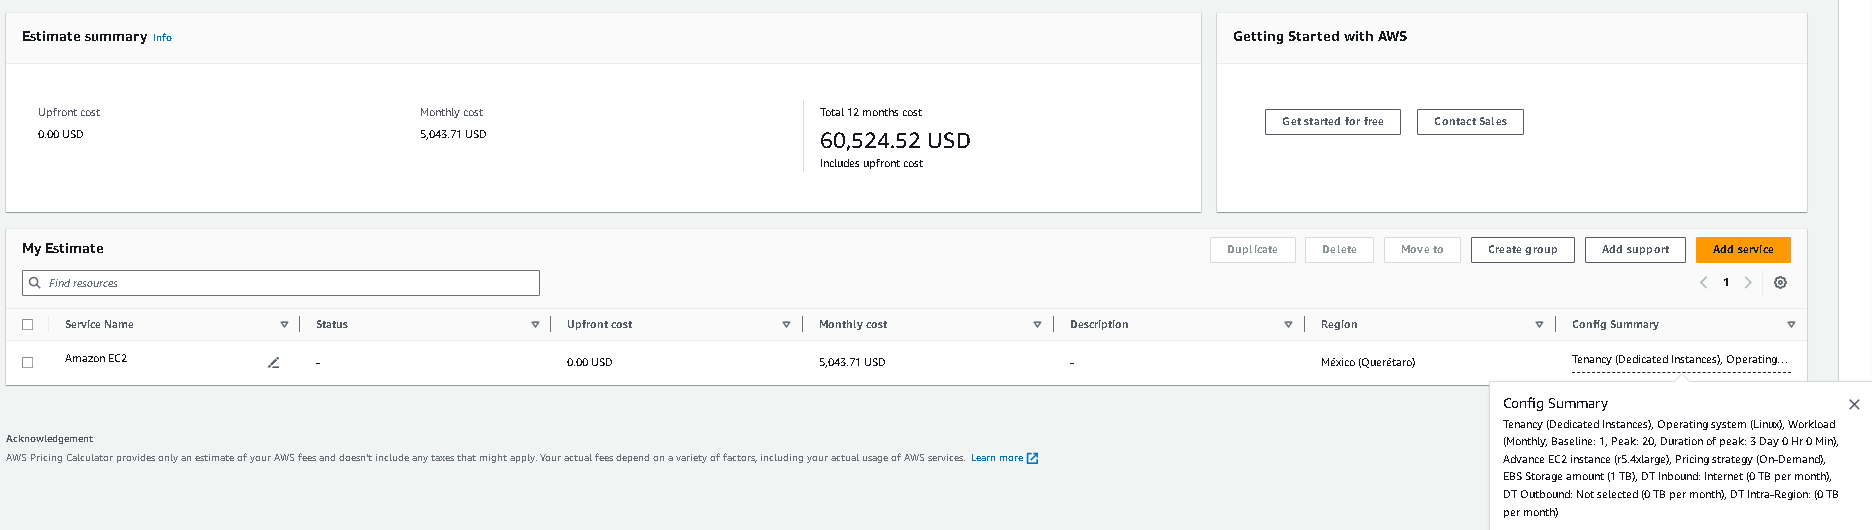 Estimate summary Info
Getting Started with AWS
Upfront cost
0.00 USD
Monthly cost
5,043.71 USD
Total 12 months cost
60,524.52 USD
Includes upfront cost
Get started for free
Contact Sales
My Estimate
Duplicate
Delete
Move to
Create group
Add support
Add service
Find resources
1
Service Name
Status
Upfront cost
Monthly cost
Description
Region
Config Summary
Amazon EC2
-
0.00 USD
5,043.71 USD
-
México (Querétaro)
Tenancy (Dedicated Instances), Operating...
Config Summary
Tenancy (Dedicated Instances), Operating system (Linux), Workload
(Monthly, Baseline: 1, Peak: 20, Duration of peak: 3 Day 0 Hr 0 Min),
Advance EC2 instance (r5.4xlarge), Pricing strategy (On-Demand),
EBS Storage amount (1 TB), DT Inbound: Internet (0 TB per month),
DT Outbound: Not selected (0 TB per month), DT Intra-Region: (0 TB
per month)
Acknowledgement
AWS Pricing Calculator provides only an estimate of your AWS fees and doesn't include any taxes that might apply. Your actual fees depend on a variety of factors, including your actual usage of AWS services. Learn more